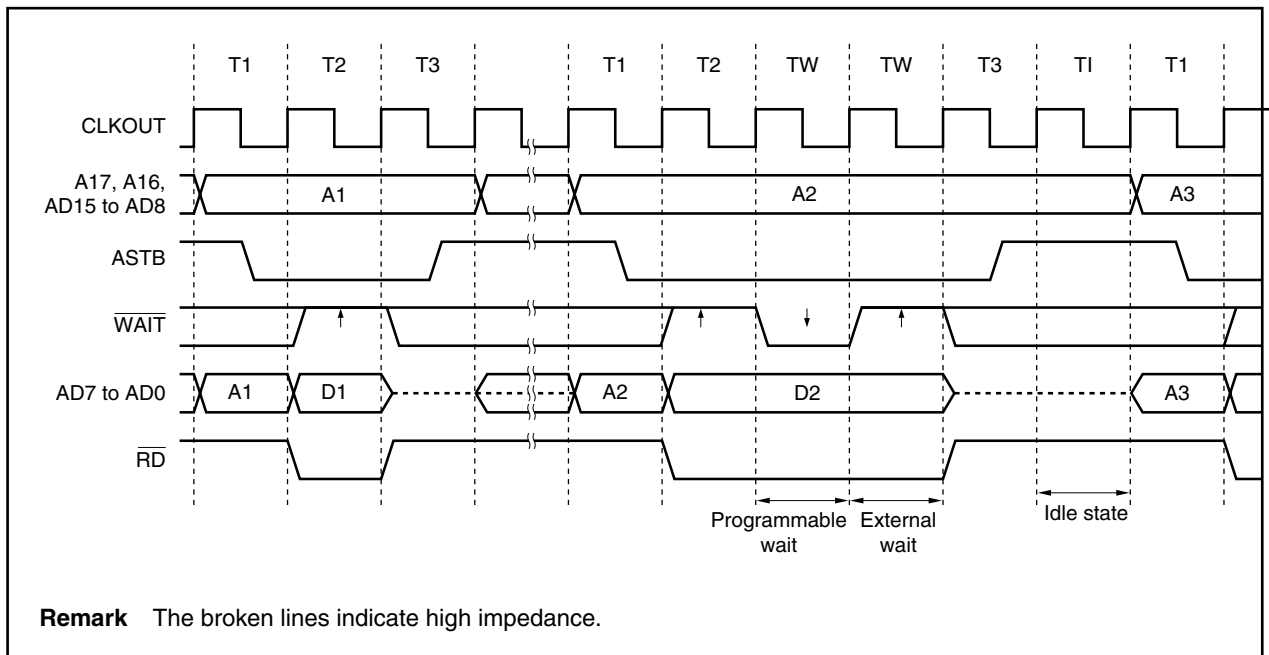 T1 T2 T3 T1 T2 TW TW T3 TI T1
CLKOUT
A17, A16,
AD15 to AD8
A1 A2 A3
ASTB
WAIT
AD7 to AD0
A1 D1 A2 D2 A3
RD
Programmable
wait
External
wait
Idle state
Remark The broken lines indicate high impedance.